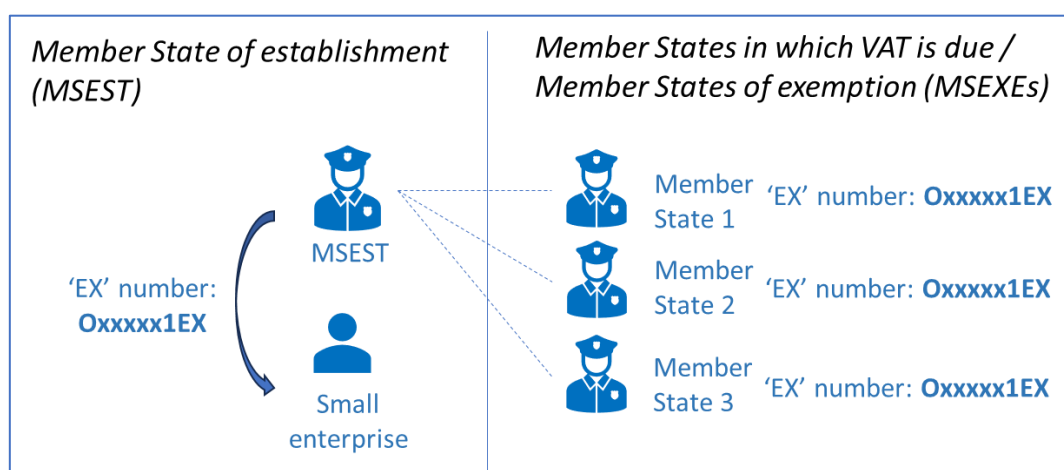 Member State of establishment
(MSEST)
MSEST
'EX' number:
Oxxxxx1EX
Small
enterprise
Member States in which VAT is due /
Member States of exemption (MSEXEs)
Member
State 1
'EX' number: Oxxxxx1EX
Member
State 2
'EX' number: Oxxxxx1EX
Member
State 3
'EX' number: Oxxxxx1EX